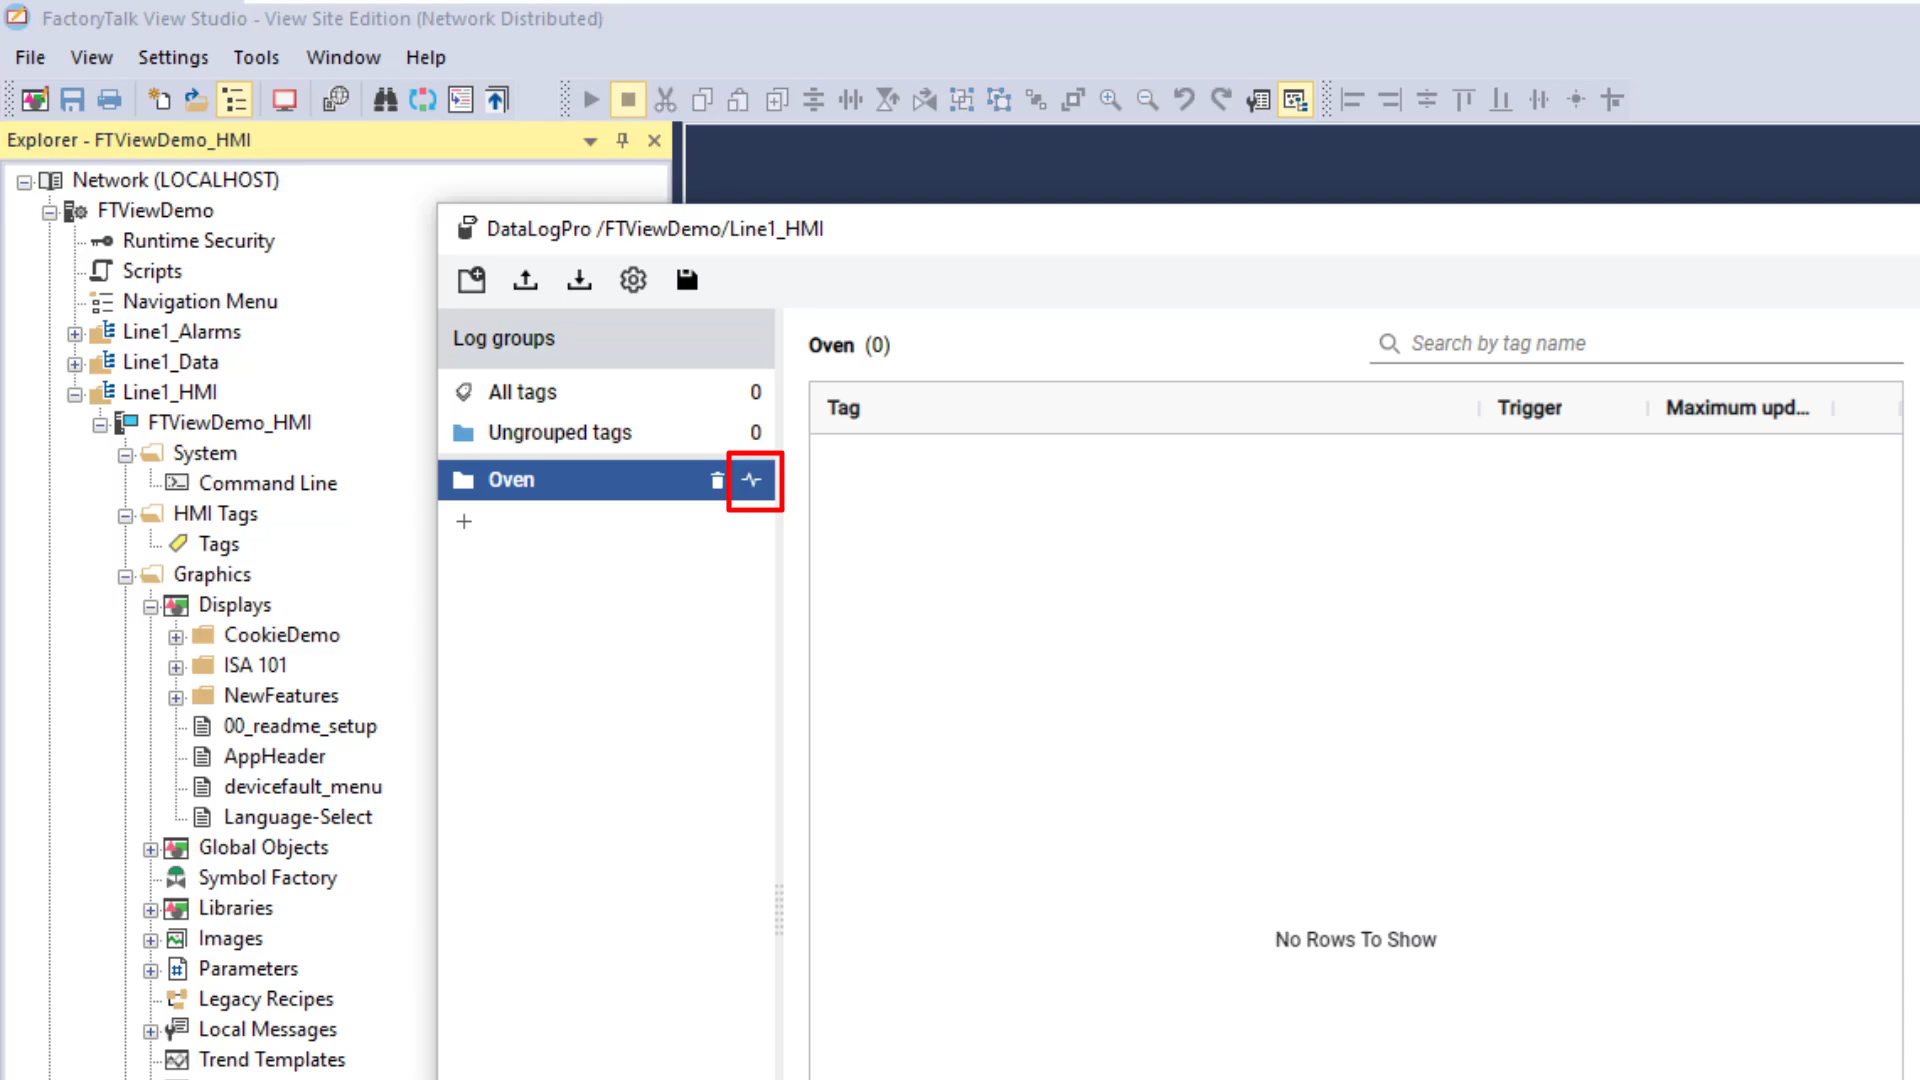 FactoryTalk View Studio - View Site Edition (Network Distributed)
File View Settings Tools Window Help
Explorer - FTViewDemo_HMI
Network (LOCALHOST)
FTViewDemo
Runtime Security
Scripts
Navigation Menu
Line1_Alarms
Line1_Data
Line1_HMI
FTViewDemo_HMI
System
Command Line
HMI Tags
Tags
Graphics
Displays
CookieDemo
ISA 101
NewFeatures
00_readme_setup
AppHeader
devicefault_menu
Language-Select
Global Objects
Symbol Factory
Libraries
Images
Parameters
Legacy Recipes
Local Messages
Trend Templates
DataLogPro /FTViewDemo/Line1_HMI
Log groups
All tags 0
Ungrouped tags 0
Oven
Oven (0)
Search by tag name
Tag Trigger Maximum upd...
No Rows To Show